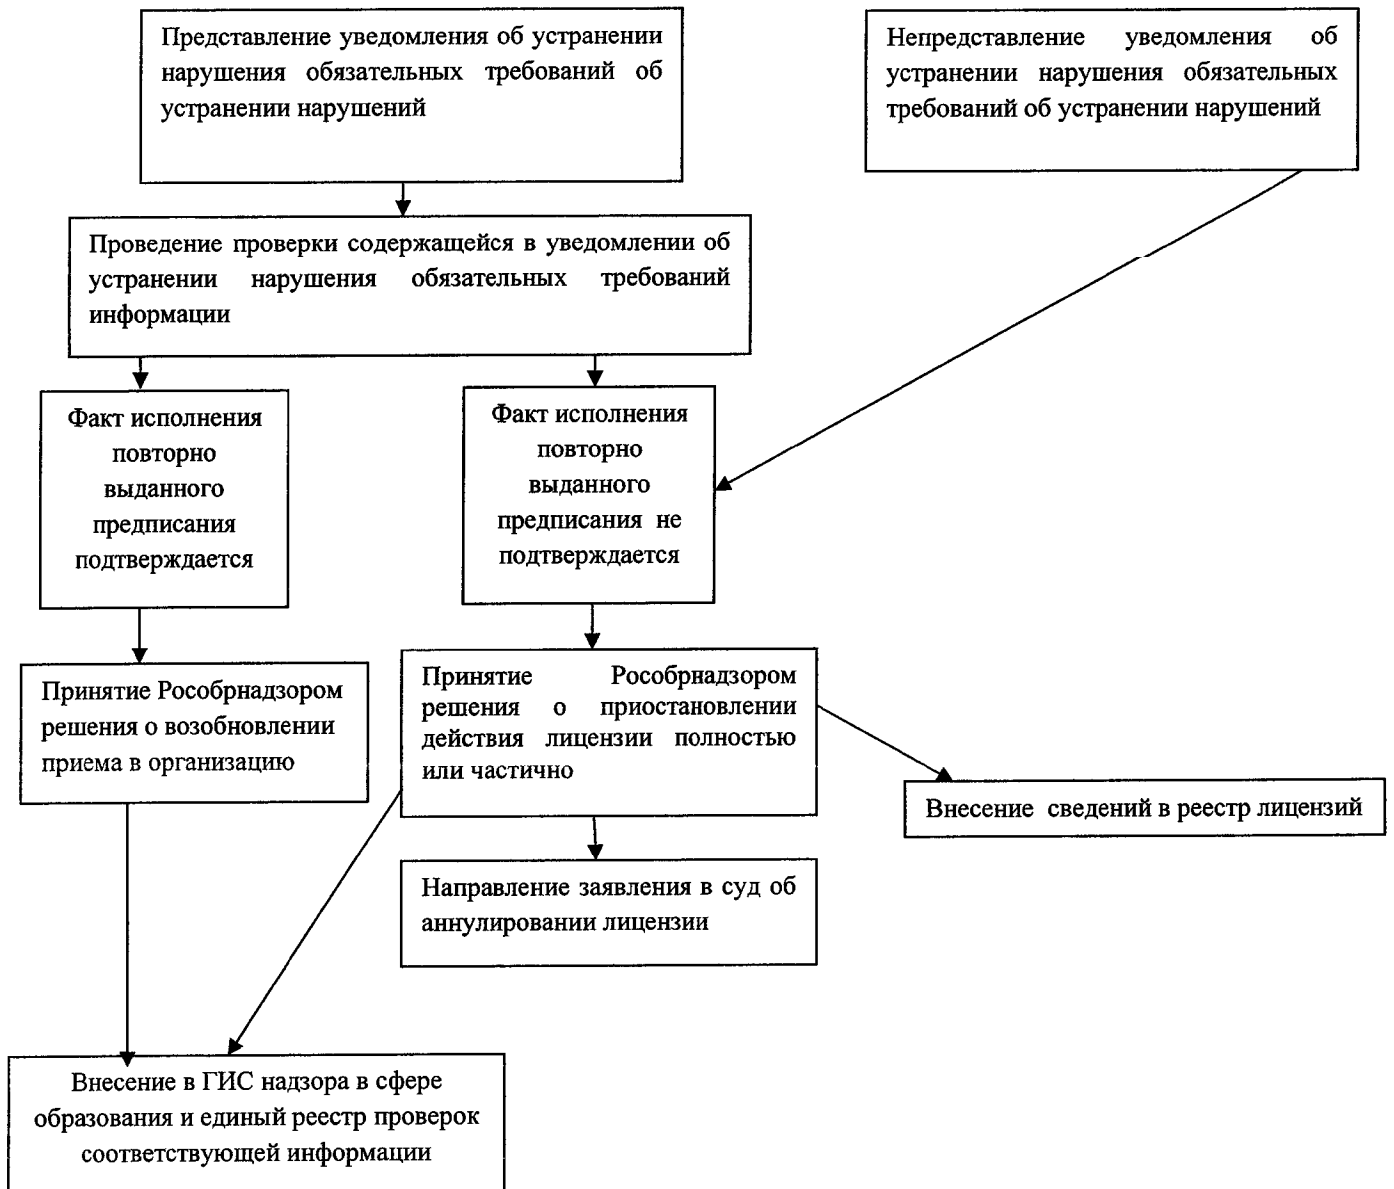 Представление уведомления об устранении
нарушения обязательных требований об
устранении нарушений
Непредставление уведомления об
устранении нарушения обязательных
требований об устранении нарушений
Проведение проверки содержащейся в уведомлении об
устранении нарушения обязательных требований
информации
Факт исполнения
повторно
выданного
предписания
подтверждается
Факт исполнения
повторно
выданного
предписания не
подтверждается
Принятие Рособрнадзором
решения о возобновлении
приема в организацию
Принятие Рособрнадзором
решения о приостановлении
действия лицензии полностью
или частично
Внесение сведений в реестр лицензий
Направление заявления в суд об
аннулировании лицензии
Внесение в ГИС надзора в сфере
образования и единый реестр проверок
соответствующей информации